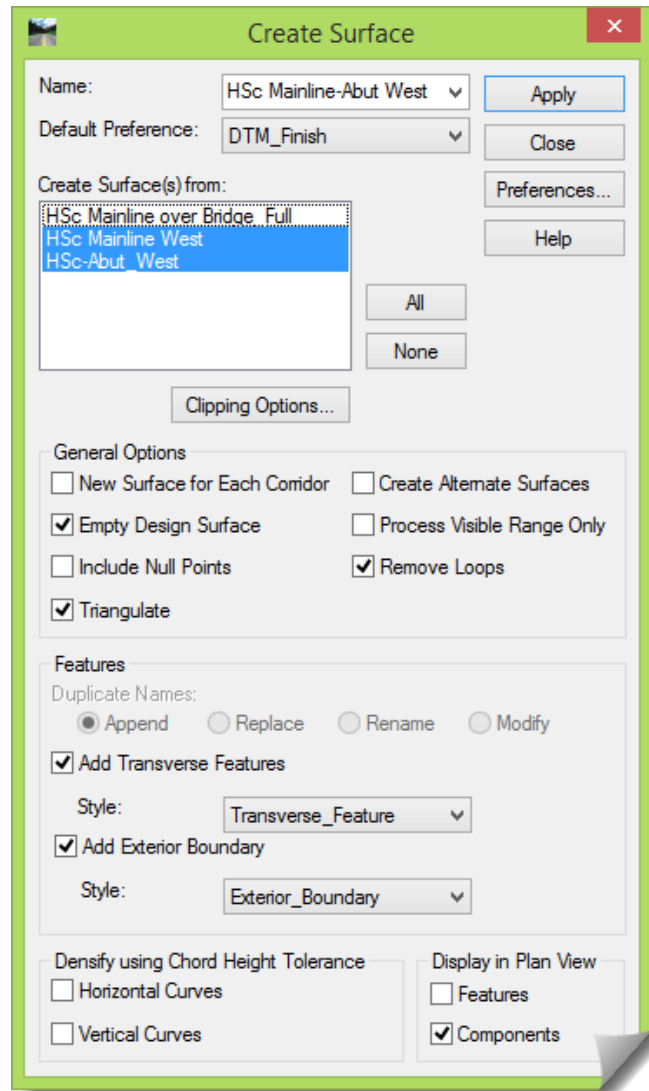 Create Surface
Name: HSc Mainline-Abut West Apply
Default Preference: DTM_Finish Close
Create Surface(s) from: Preferences...
HSc Mainline over Bridge_Full Help
HSc Mainline West
HSc-Abut_West
All
None
Clipping Options...
General Options
New Surface for Each Corridor Create Alternate Surfaces
Empty Design Surface Process Visible Range Only
Include Null Points Remove Loops
Triangulate
Features
Duplicate Names:
Append Replace Rename Modify
Add Transverse Features
Style: Transverse_Feature
Add Exterior Boundary
Style: Exterior_Boundary
Densify using Chord Height Tolerance Display in Plan View
Horizontal Curves Features
Vertical Curves Components